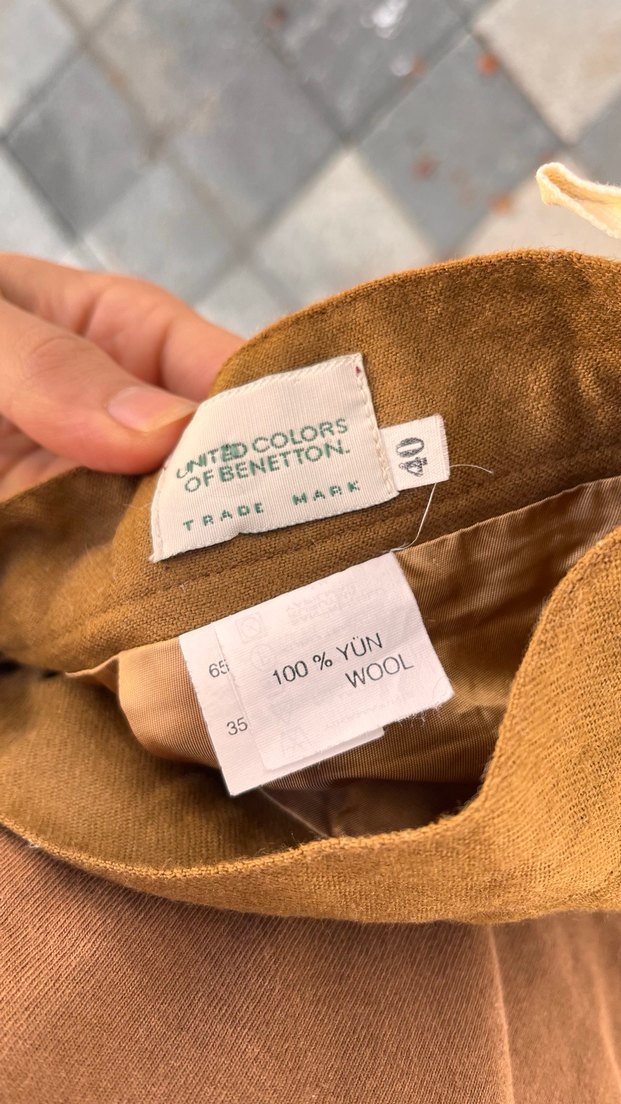 UNITED COLORS
OF BENETTON.
TRADE MARK
40
65
35
100 % YÜN
WOOL